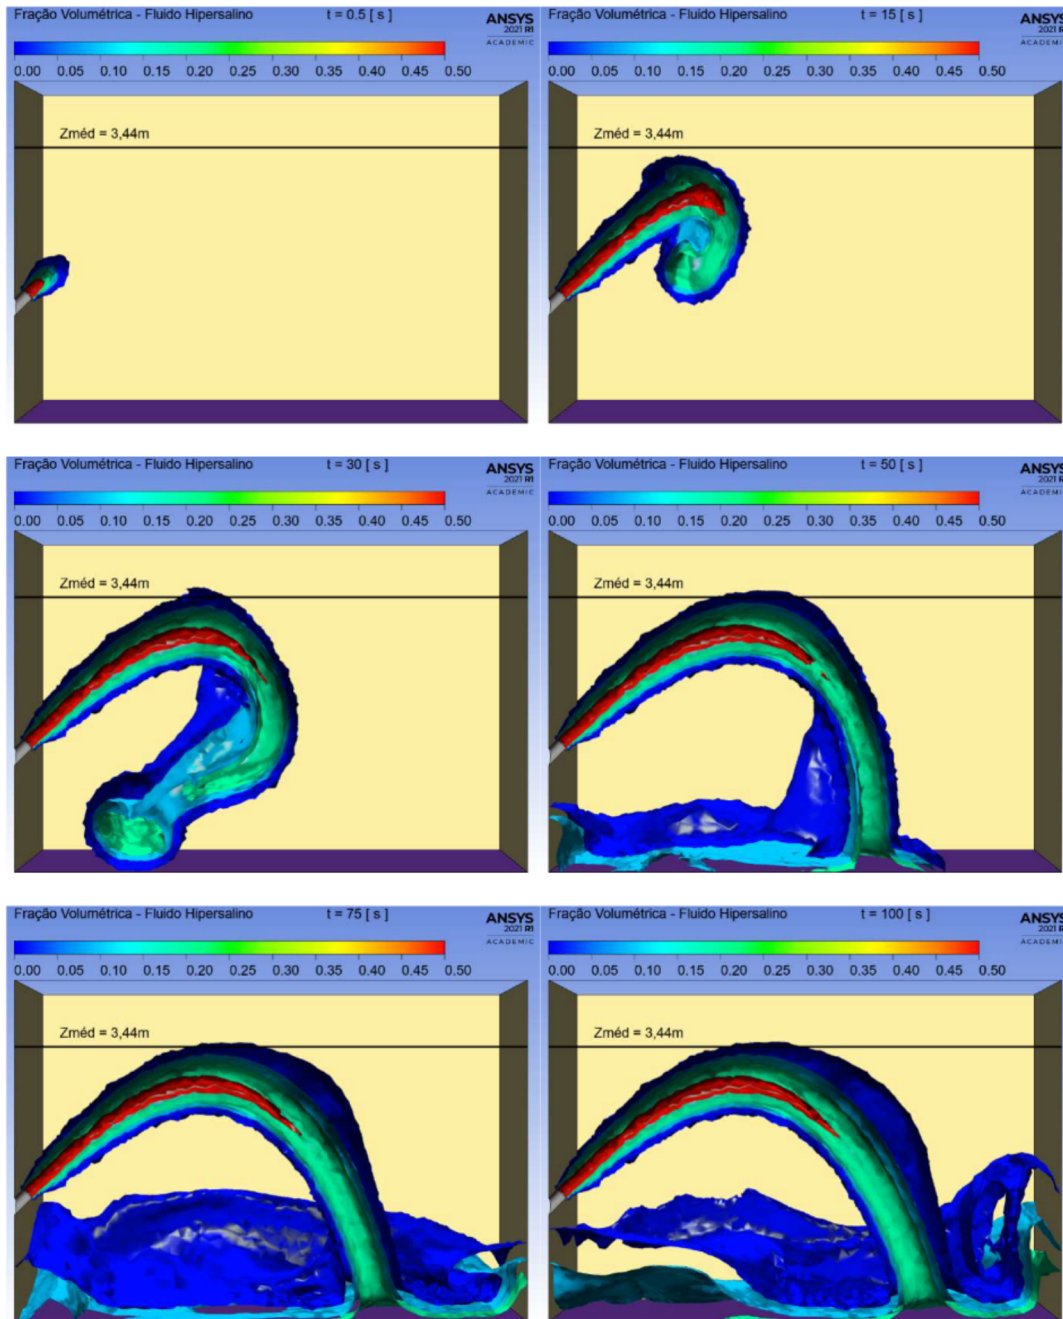 Fração Volumétrica - Fluido Hipersalino t = 0.5 [ s ] ANSYS
2021 R1
ACADEMIC
0.00 0.05 0.10 0.15 0.20 0.25 0.30 0.35 0.40 0.45 0.50
Zméd = 3,44m
Fração Volumétrica - Fluido Hipersalino t = 15 [ s ] ANSYS
2021 R1
ACADEMIC
0.00 0.05 0.10 0.15 0.20 0.25 0.30 0.35 0.40 0.45 0.50
Zméd = 3,44m
Fração Volumétrica - Fluido Hipersalino t = 30 [ s ] ANSYS
2021 R1
ACADEMIC
0.00 0.05 0.10 0.15 0.20 0.25 0.30 0.35 0.40 0.45 0.50
Zméd = 3,44m
Fração Volumétrica - Fluido Hipersalino t = 50 [ s ] ANSYS
2021 R1
ACADEMIC
0.00 0.05 0.10 0.15 0.20 0.25 0.30 0.35 0.40 0.45 0.50
Zméd = 3,44m
Fração Volumétrica - Fluido Hipersalino t = 75 [ s ] ANSYS
2021 R1
ACADEMIC
0.00 0.05 0.10 0.15 0.20 0.25 0.30 0.35 0.40 0.45 0.50
Zméd = 3,44m
Fração Volumétrica - Fluido Hipersalino t = 100 [ s ] ANSYS
2021 R1
ACADEMIC
0.00 0.05 0.10 0.15 0.20 0.25 0.30 0.35 0.40 0.45 0.50
Zméd = 3,44m